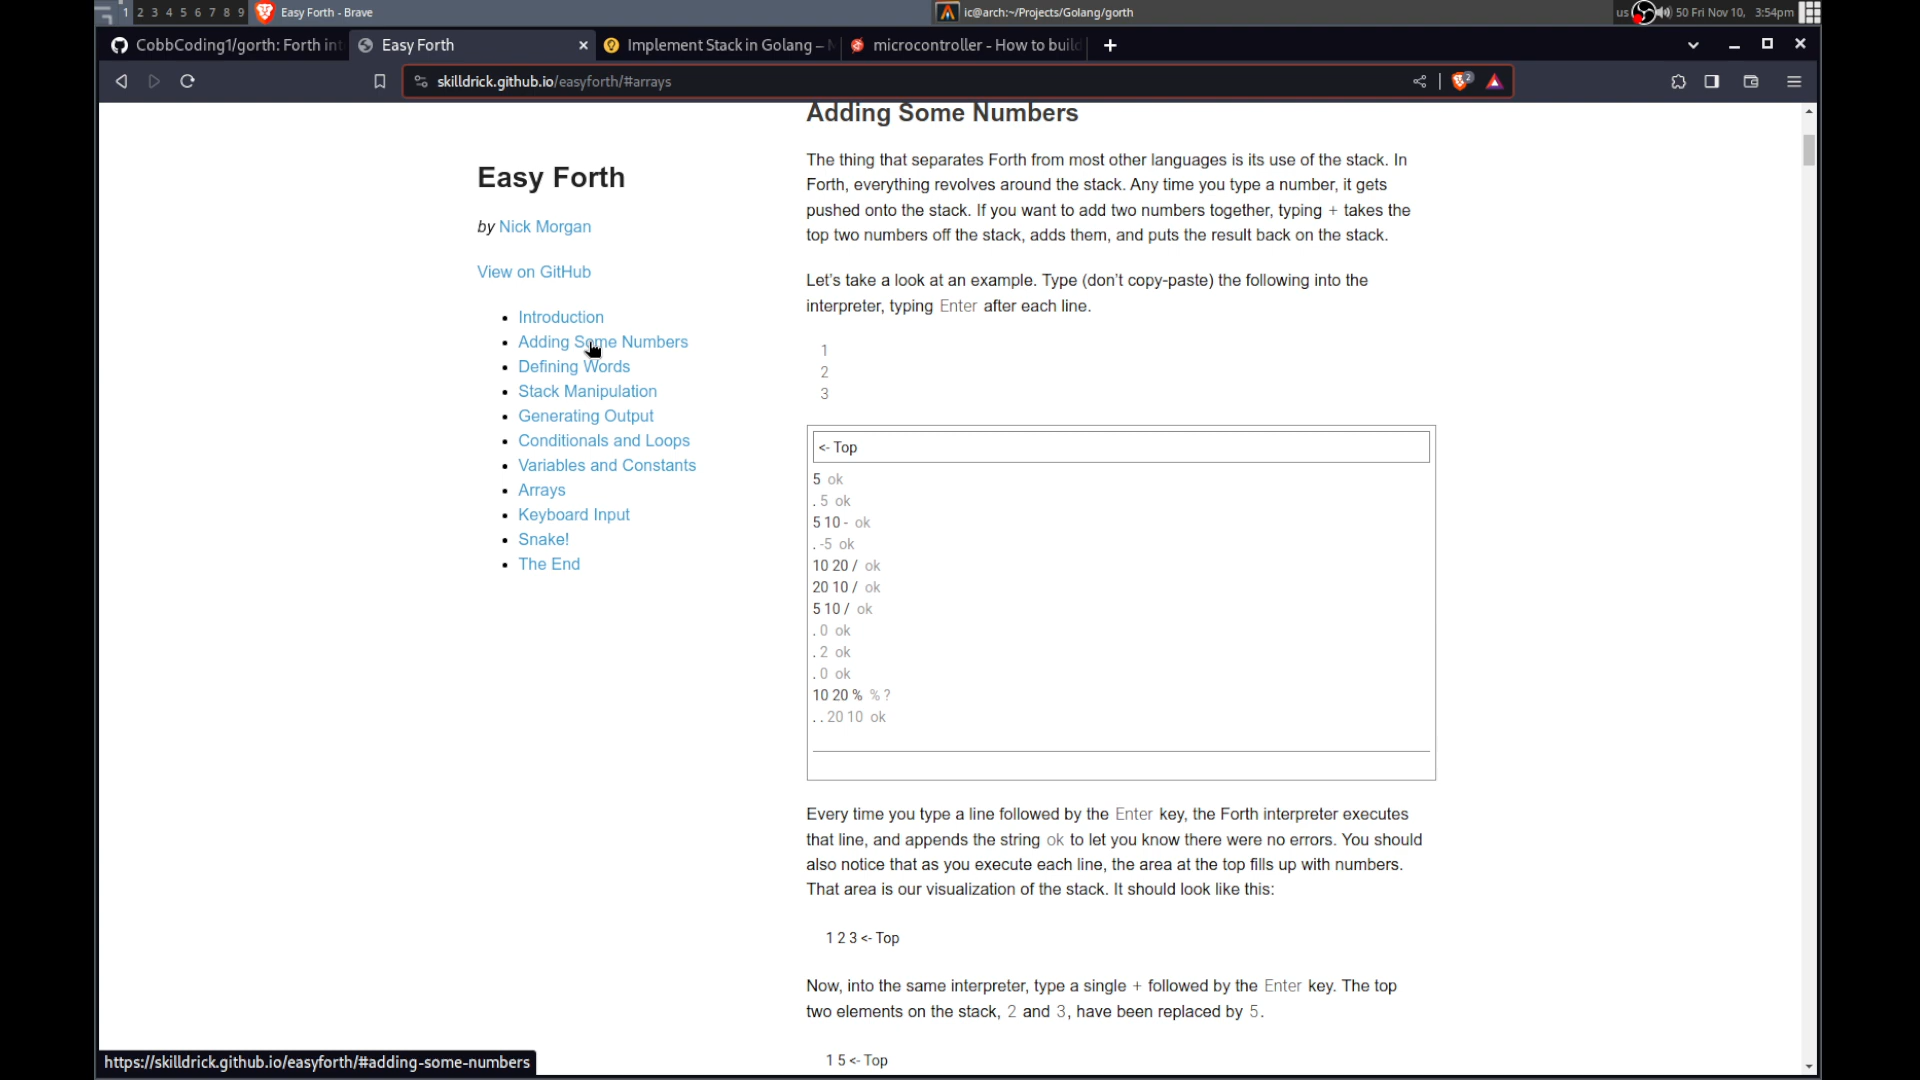 1 2 3 4 5 6 7 8 9 Easy Forth - Brave
ic@arch:~/Projects/Golang/gorth
us 50 Fri Nov 10, 3:54pm
CobbCoding1/gorth: Forth int
Easy Forth
Implement Stack in Golang –
microcontroller - How to build
skilldrick.github.io/easyforth/#arrays
2
Easy Forth
by Nick Morgan
View on GitHub
Introduction
Adding Some Numbers
Defining Words
Stack Manipulation
Generating Output
Conditionals and Loops
Variables and Constants
Arrays
Keyboard Input
Snake!
The End
Adding Some Numbers
The thing that separates Forth from most other languages is its use of the stack. In
Forth, everything revolves around the stack. Any time you type a number, it gets
pushed onto the stack. If you want to add two numbers together, typing + takes the
top two numbers off the stack, adds them, and puts the result back on the stack.
Let's take a look at an example. Type (don't copy-paste) the following into the
interpreter, typing Enter after each line.
1
2
3
<- Top
5 ok
. 5 ok
5 10 - ok
. -5 ok
10 20 / ok
20 10 / ok
5 10 / ok
. 0 ok
. 2 ok
. 0 ok
10 20 % % ?
. . 20 10 ok
Every time you type a line followed by the Enter key, the Forth interpreter executes
that line, and appends the string ok to let you know there were no errors. You should
also notice that as you execute each line, the area at the top fills up with numbers.
That area is our visualization of the stack. It should look like this:
1 2 3 <- Top
Now, into the same interpreter, type a single + followed by the Enter key. The top
two elements on the stack, 2 and 3, have been replaced by 5.
1 5 <- Top
https://skilldrick.github.io/easyforth/#adding-some-numbers